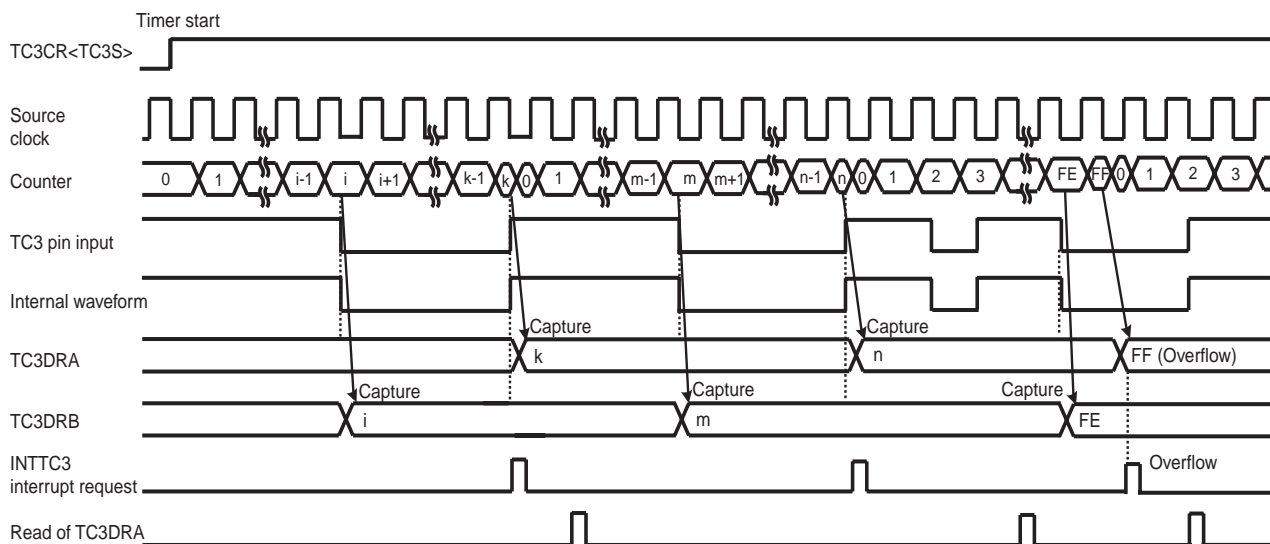 Timer start
TC3CR<TC3S>
Source
clock
Counter
0 1 i-1 i i+1 k-1 k 0 1 m-1 m m+1 n-1 n 0 1 2 3 FE FF 0 1 2 3
TC3 pin input
Internal waveform
Capture Capture
TC3DRA
k n FF (Overflow)
Capture Capture Capture
TC3DRB
i m FE
INTTC3
interrupt request
Overflow
Read of TC3DRA